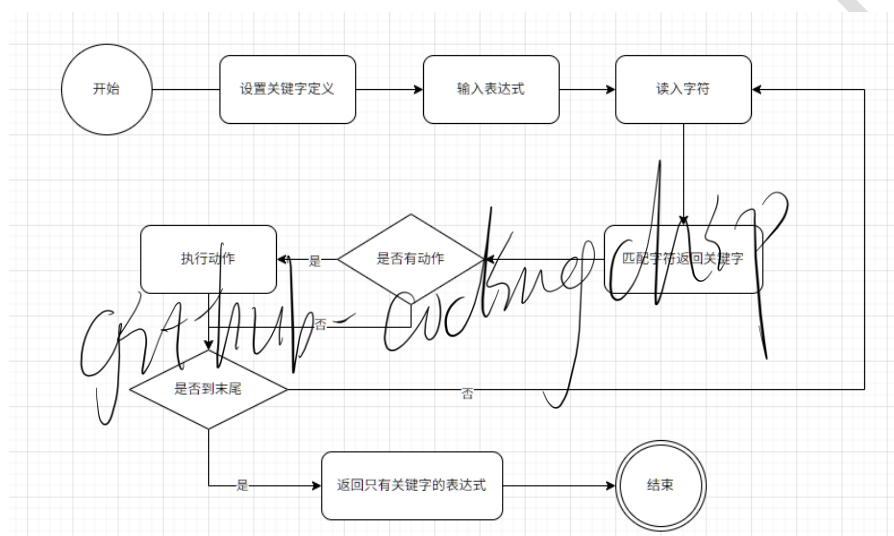 开始
设置关键字定义
输入表达式
读入字符
执行动作
是
是否有动作
匹配字符返回关键字
否
是否到末尾
否
是
返回只有关键字的表达式
结束